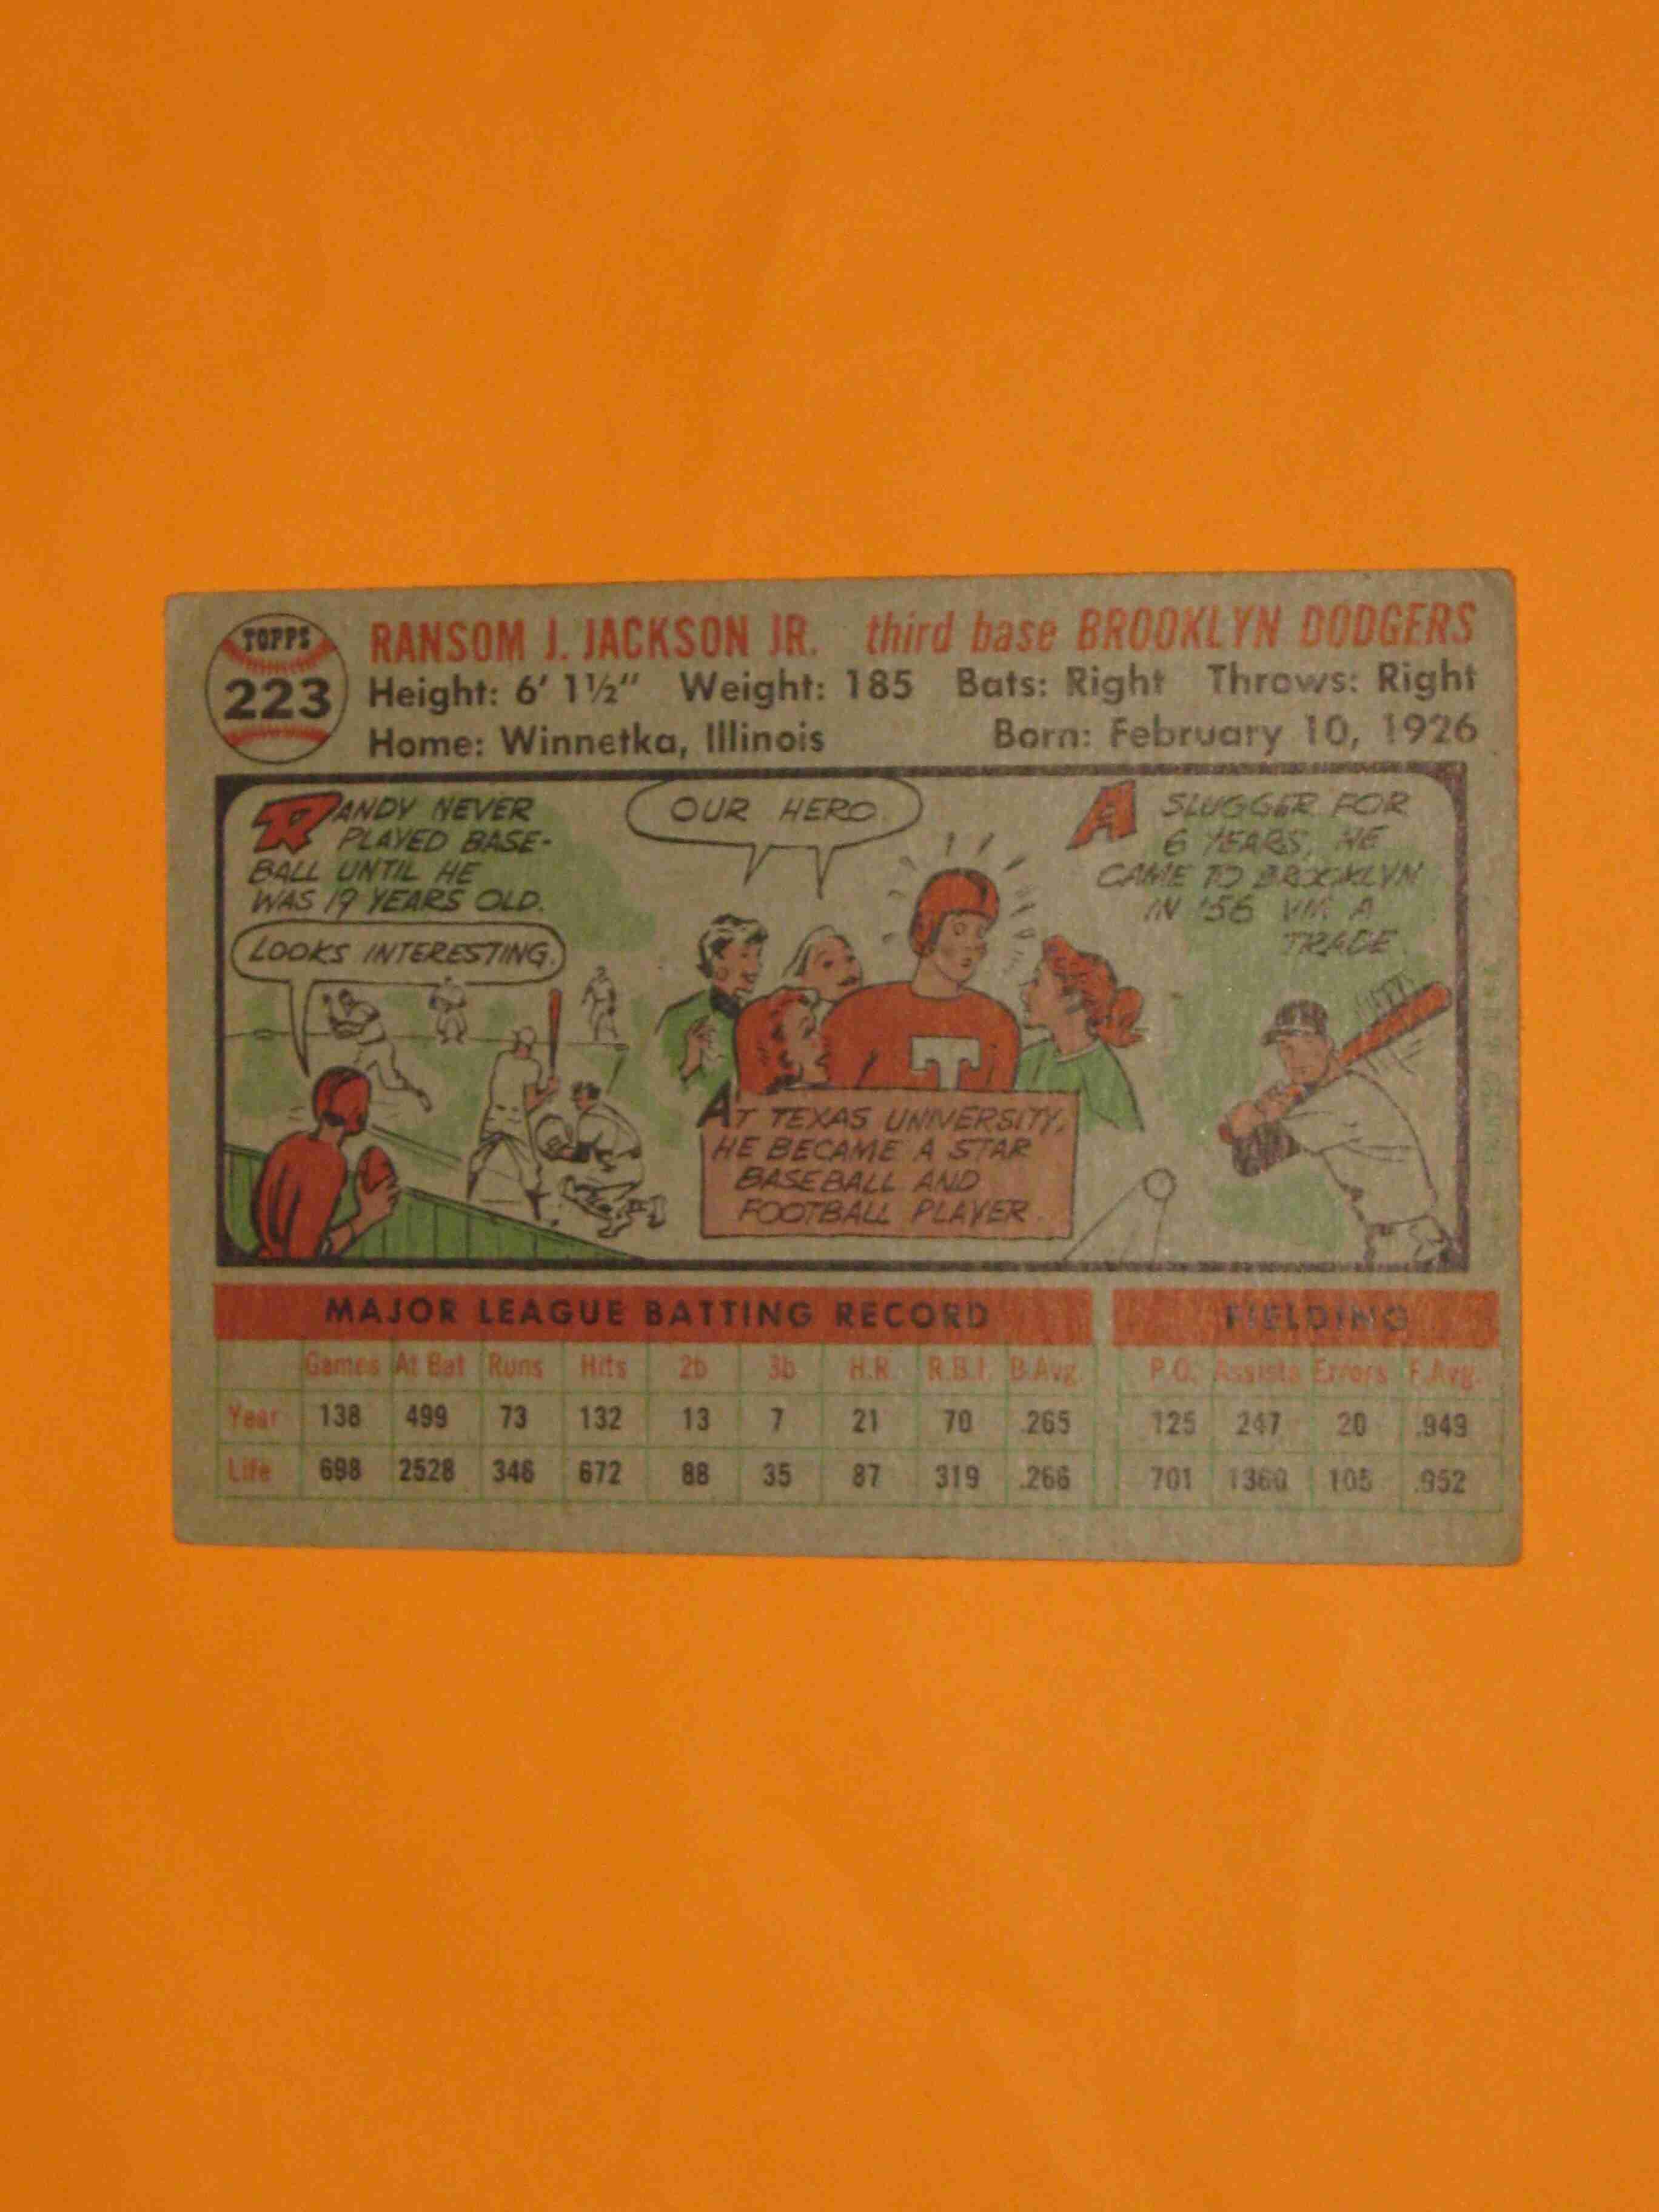 TOPPS
223
RANSOM J. JACKSON JR. third base BROOKLYN DODGERS
Height: 6' 1½" Weight: 185 Bats: Right Throws: Right
Home: Winnetka, Illinois Born: February 10, 1926
RANDY NEVER
PLAYED BASE-
BALL UNTIL HE
WAS 19 YEARS OLD.
LOOKS INTERESTING.
OUR HERO.
T
AT TEXAS UNIVERSITY,
HE BECAME A STAR
BASEBALL AND
FOOTBALL PLAYER.
A SLUGGER FOR
6 YEARS, HE
CAME TO BROOKLYN
IN '56 VIA A
TRADE.
MAJOR LEAGUE BATTING RECORD FIELDING
Games At Bat Runs Hits 2b 3b H.R. R.B.I. B.Avg. P.O. Assists Errors F.Avg.
Year 138 499 73 132 13 7 21 70 .265 125 247 20 .949
Life 698 2528 346 672 88 35 87 319 .266 701 1360 105 .952